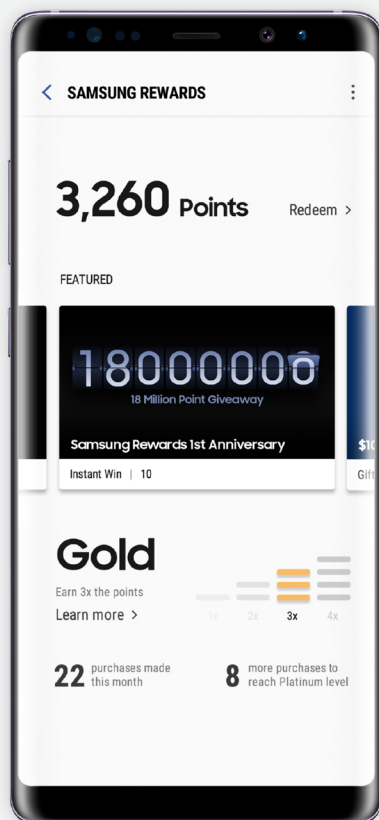 SAMSUNG REWARDS
3,260 Points
Redeem >
FEATURED
18000000
18 Million Point Giveaway
Samsung Rewards 1st Anniversary
$10
Instant Win | 10
Gift
Gold
Earn 3x the points
Learn more >
1x 2x 3x 4x
22 purchases made
this month
8 more purchases to
reach Platinum level